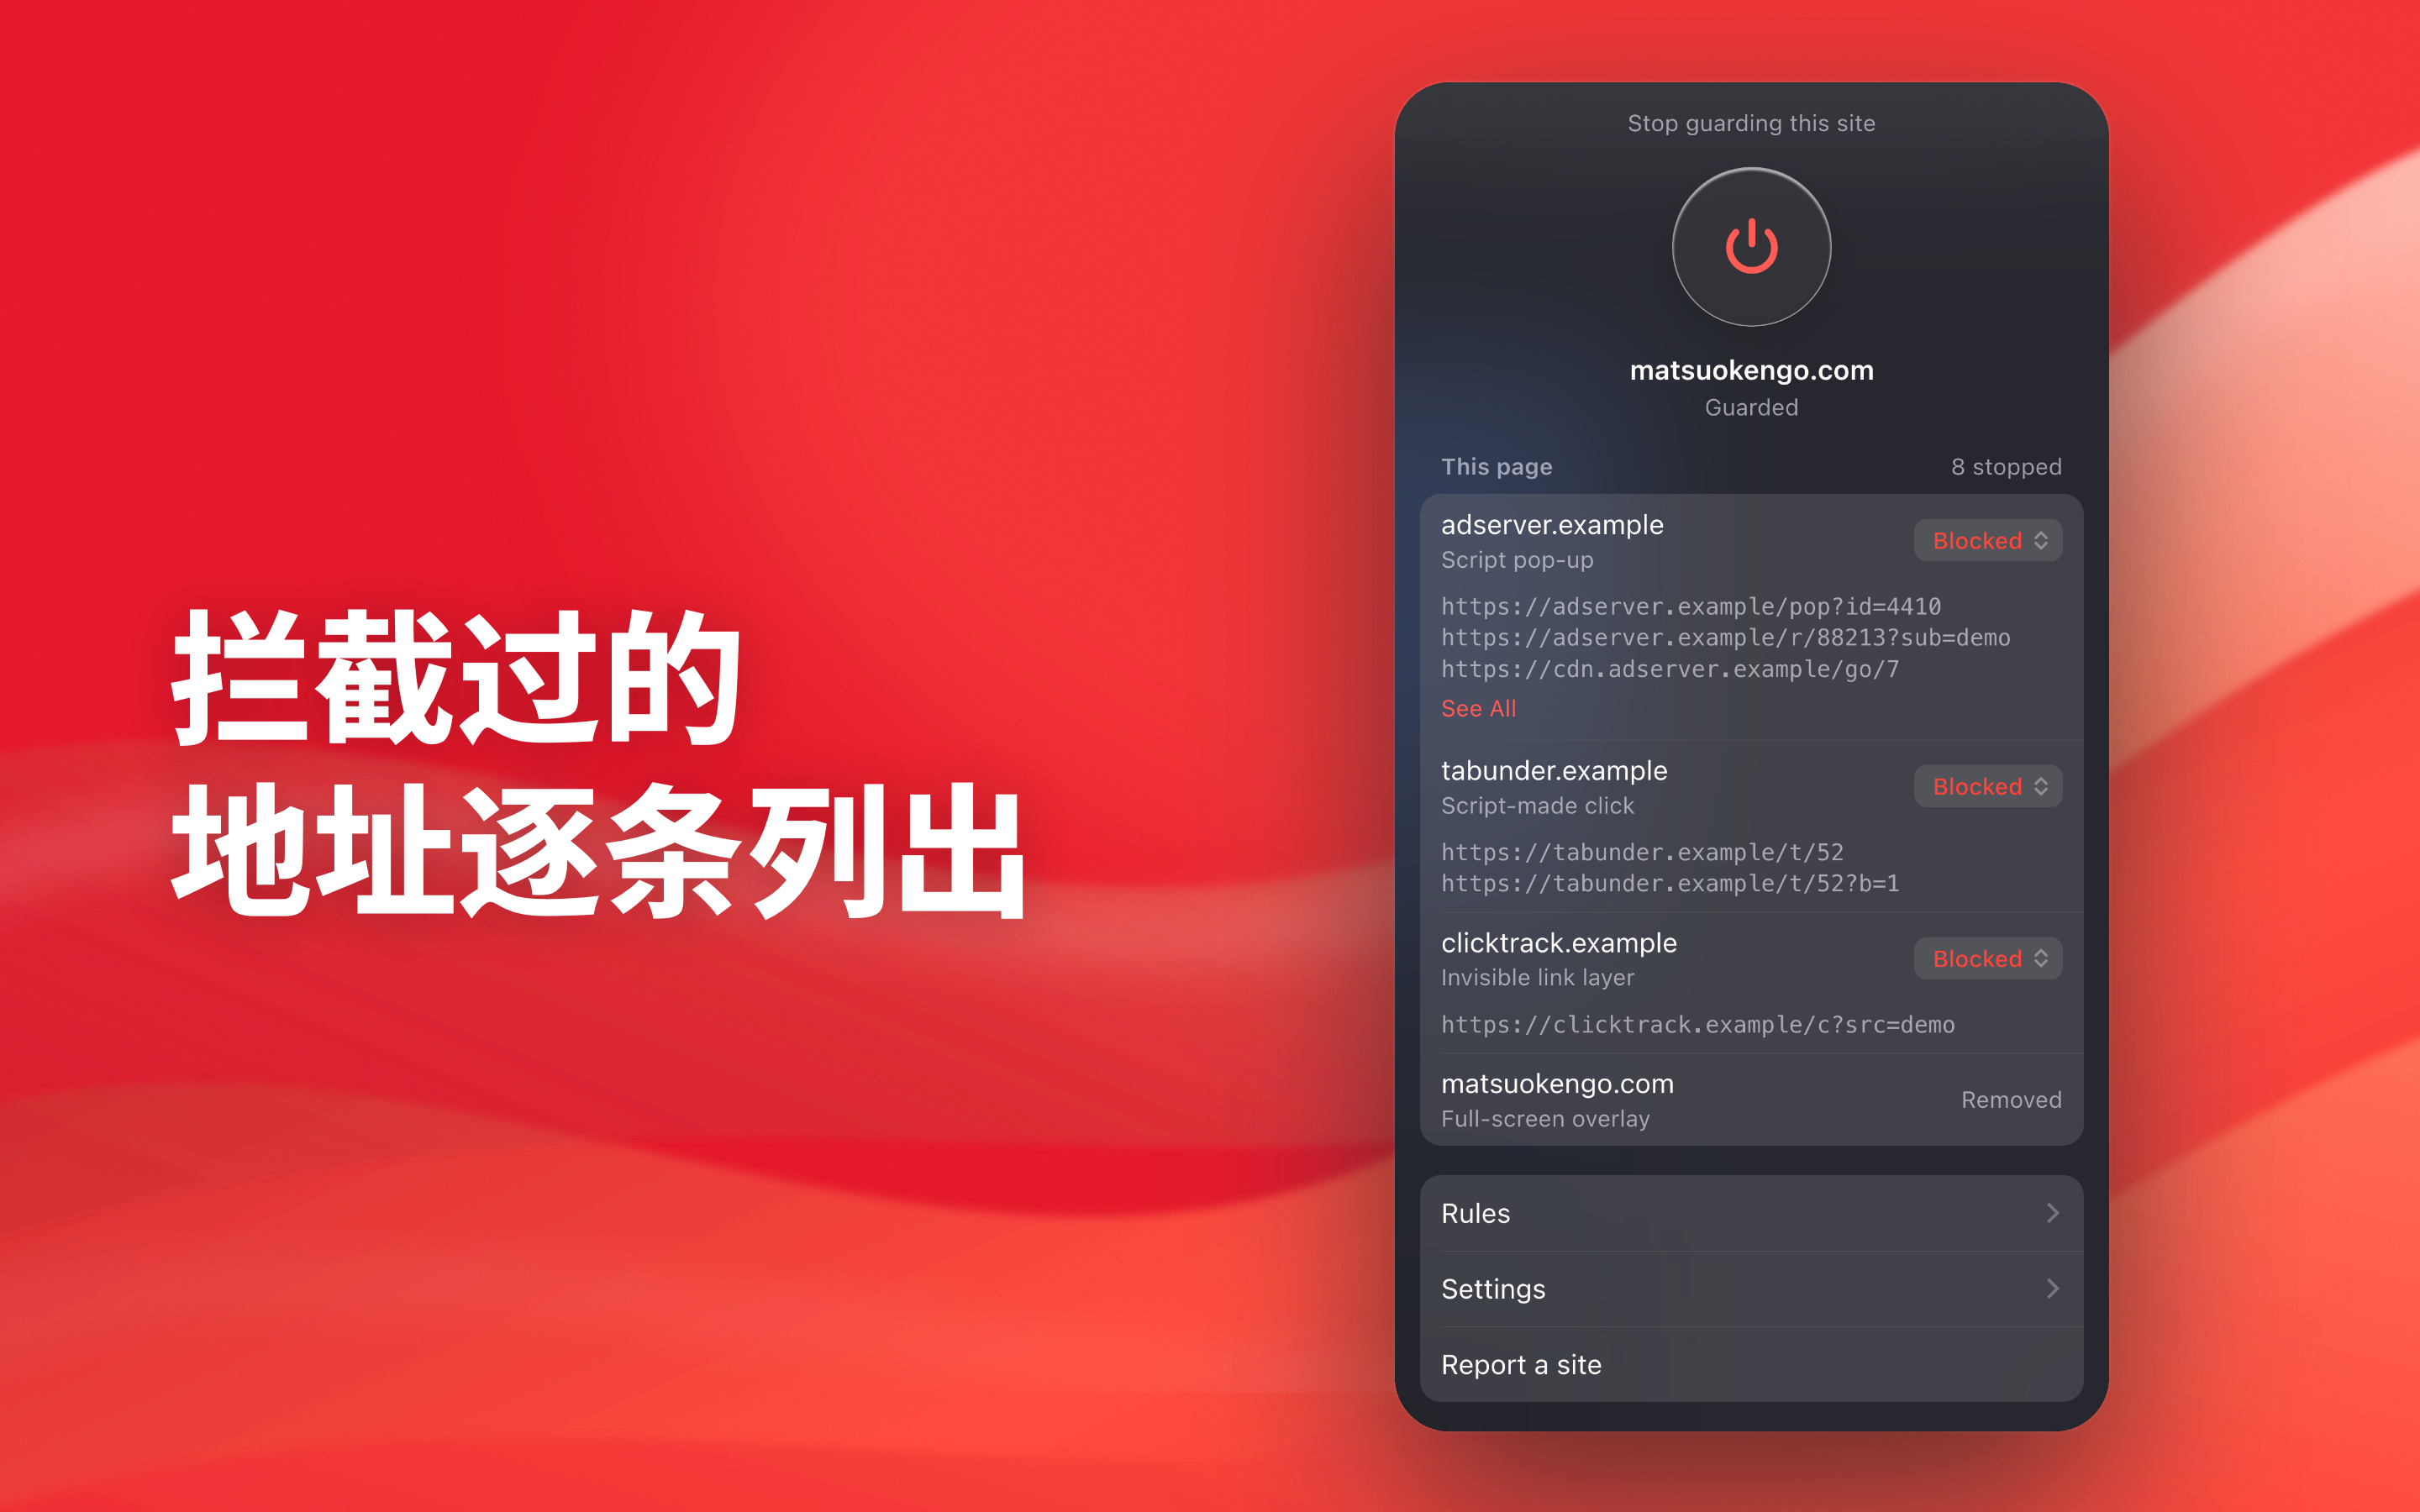 拦截过的
地址逐条列出
Stop guarding this site
matsuokengo.com
Guarded
This page
8 stopped
adserver.example
Script pop-up
Blocked
https://adserver.example/pop?id=4410
https://adserver.example/r/88213?sub=demo
https://cdn.adserver.example/go/7
See All
tabunder.example
Script-made click
Blocked
https://tabunder.example/t/52
https://tabunder.example/t/52?b=1
clicktrack.example
Invisible link layer
Blocked
https://clicktrack.example/c?src=demo
matsuokengo.com
Full-screen overlay
Removed
Rules
Settings
Report a site